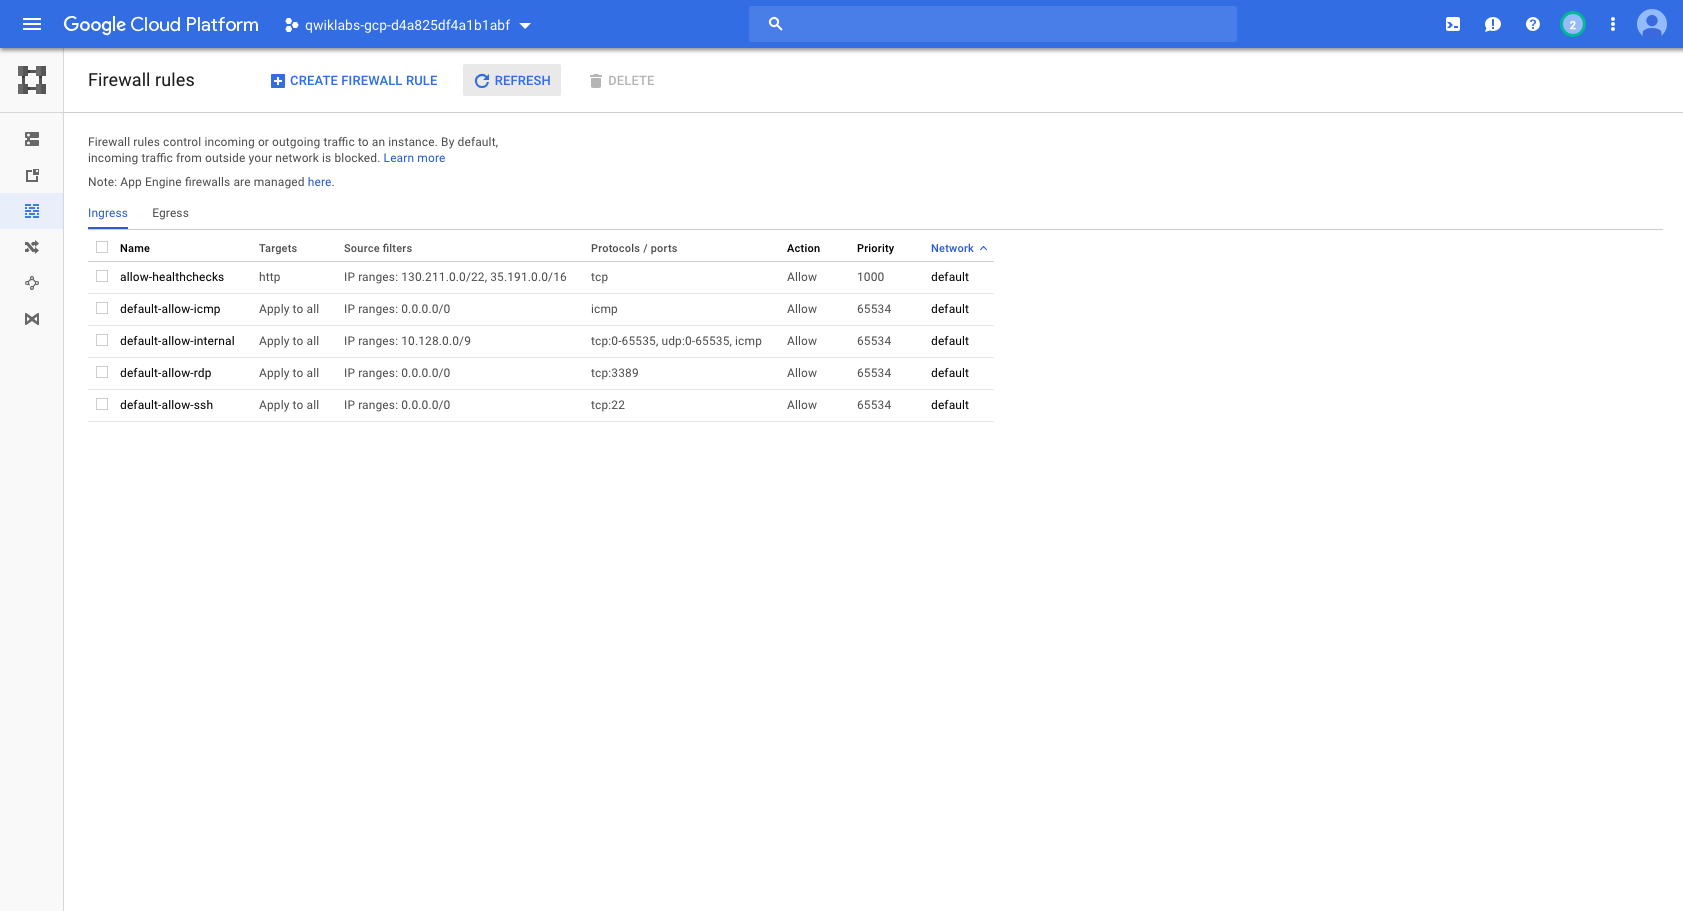 Google Cloud Platform qwiklabs-gcp-d4a825df4a1b1abf 2
Firewall rules CREATE FIREWALL RULE REFRESH DELETE
Firewall rules control incoming or outgoing traffic to an instance. By default,
incoming traffic from outside your network is blocked. Learn more
Note: App Engine firewalls are managed here.
Ingress Egress
Name Targets Source filters Protocols / ports Action Priority Network
allow-healthchecks http IP ranges: 130.211.0.0/22, 35.191.0.0/16 tcp Allow 1000 default
default-allow-icmp Apply to all IP ranges: 0.0.0.0/0 icmp Allow 65534 default
default-allow-internal Apply to all IP ranges: 10.128.0.0/9 tcp:0-65535, udp:0-65535, icmp Allow 65534 default
default-allow-rdp Apply to all IP ranges: 0.0.0.0/0 tcp:3389 Allow 65534 default
default-allow-ssh Apply to all IP ranges: 0.0.0.0/0 tcp:22 Allow 65534 default